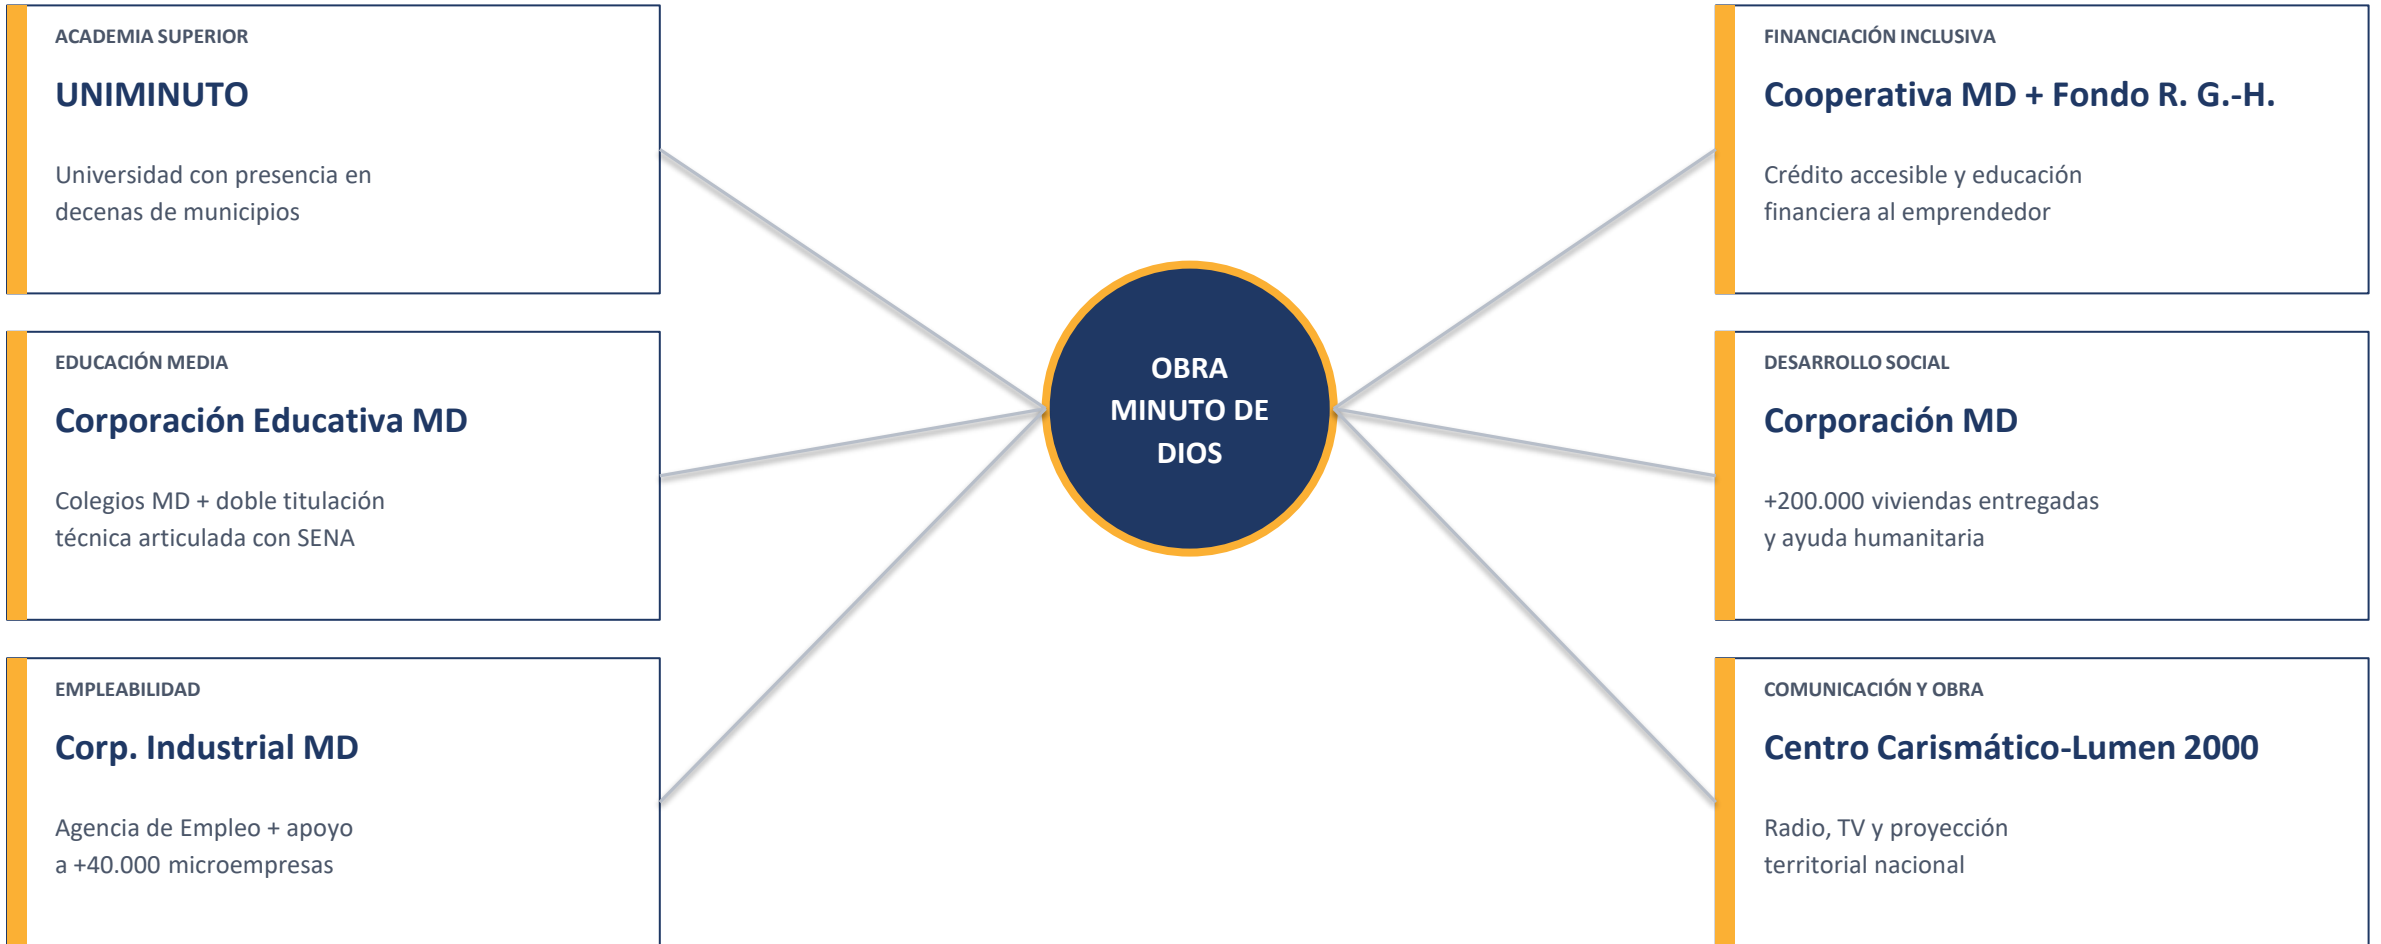 ACADEMIA SUPERIOR
UNIMINUTO
Universidad con presencia en
decenas de municipios
EDUCACIÓN MEDIA
Corporación Educativa MD
Colegios MD + doble titulación
técnica articulada con SENA
EMPLEABILIDAD
Corp. Industrial MD
Agencia de Empleo + apoyo
a +40.000 microempresas
OBRA
MINUTO DE
DIOS
FINANCIACIÓN INCLUSIVA
Cooperativa MD + Fondo R. G.-H.
Crédito accesible y educación
financiera al emprendedor
DESARROLLO SOCIAL
Corporación MD
+200.000 viviendas entregadas
y ayuda humanitaria
COMUNICACIÓN Y OBRA
Centro Carismático-Lumen 2000
Radio, TV y proyección
territorial nacional